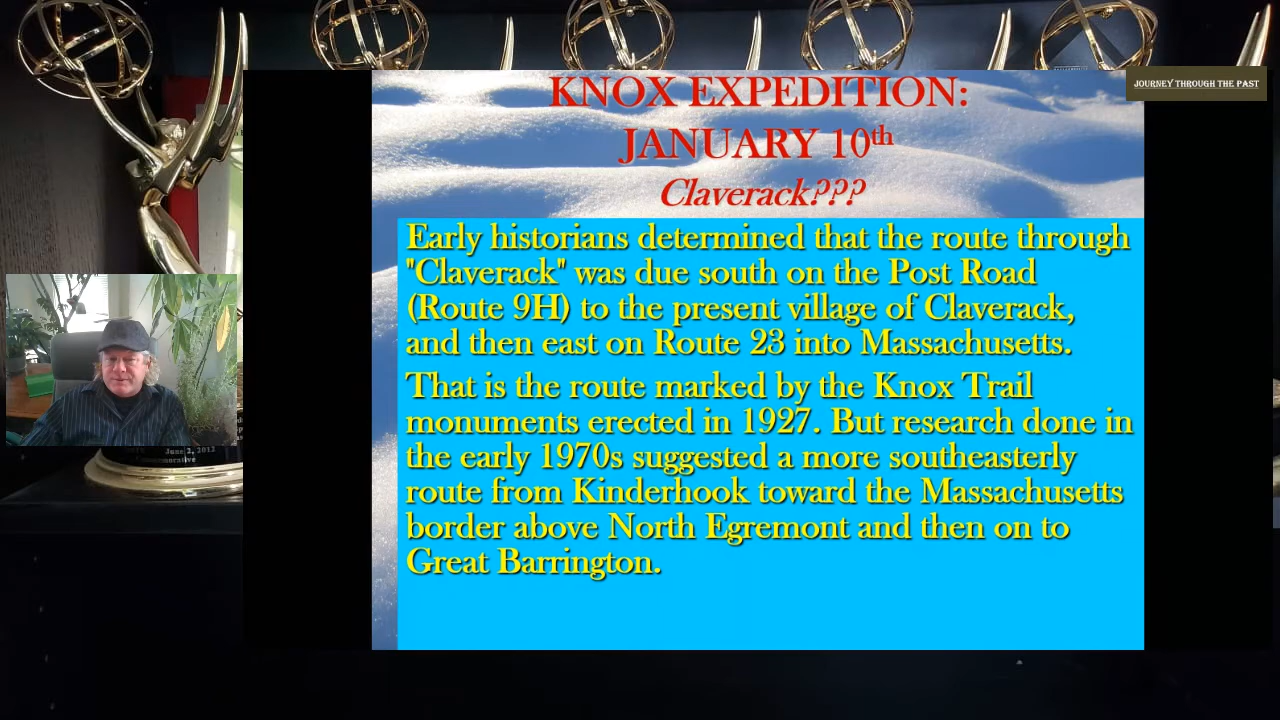 JOURNEY THROUGH THE PAST
KNOX EXPEDITION:
JANUARY 10th
Claverack???
Early historians determined that the route through
"Claverack" was due south on the Post Road
(Route 9H) to the present village of Claverack,
and then east on Route 23 into Massachusetts.
That is the route marked by the Knox Trail
monuments erected in 1927. But research done in
the early 1970s suggested a more southeasterly
route from Kinderhook toward the Massachusetts
border above North Egremont and then on to
Great Barrington.
June 2, 2012
Commemorative